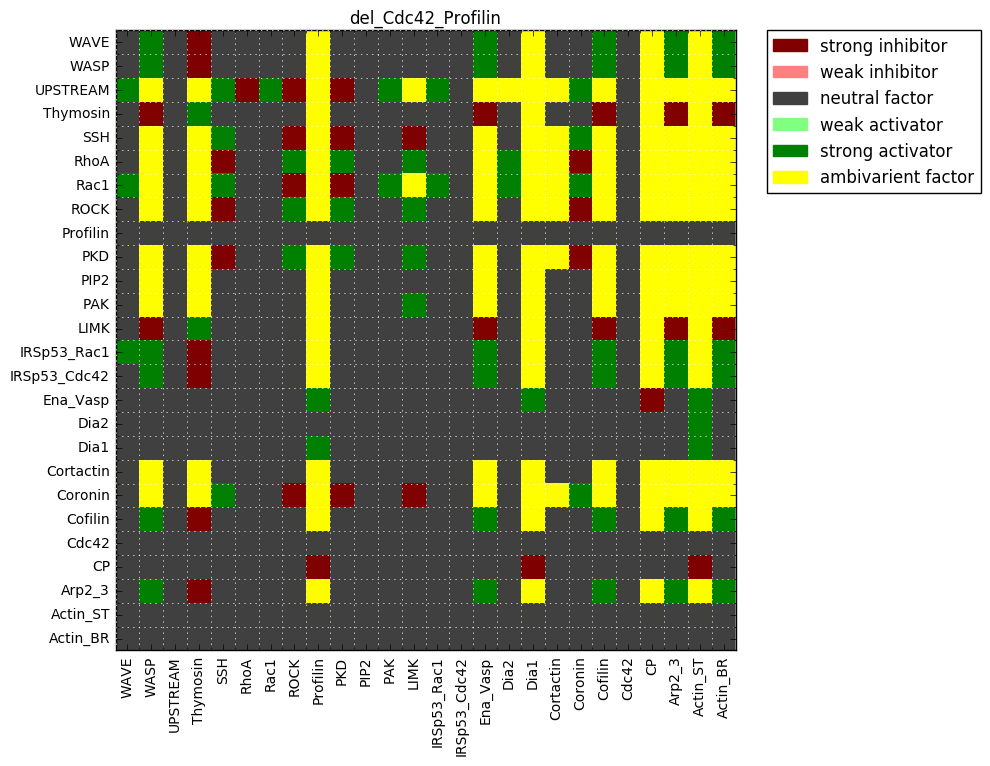 del_Cdc42_Profilin
WAVE
WASP
UPSTREAM
Thymosin
SSH
RhoA
Rac1
ROCK
Profilin
PKD
PIP2
PAK
LIMK
IRSp53_Rac1
IRSp53_Cdc42
Ena_Vasp
Dia2
Dia1
Cortactin
Coronin
Cofilin
Cdc42
CP
Arp2_3
Actin_ST
Actin_BR
WAVE
WASP
UPSTREAM
Thymosin
SSH
RhoA
Rac1
ROCK
Profilin
PKD
PIP2
PAK
LIMK
IRSp53_Rac1
IRSp53_Cdc42
Ena_Vasp
Dia2
Dia1
Cortactin
Coronin
Cofilin
Cdc42
CP
Arp2_3
Actin_ST
Actin_BR
strong inhibitor
weak inhibitor
neutral factor
weak activator
strong activator
ambivarient factor